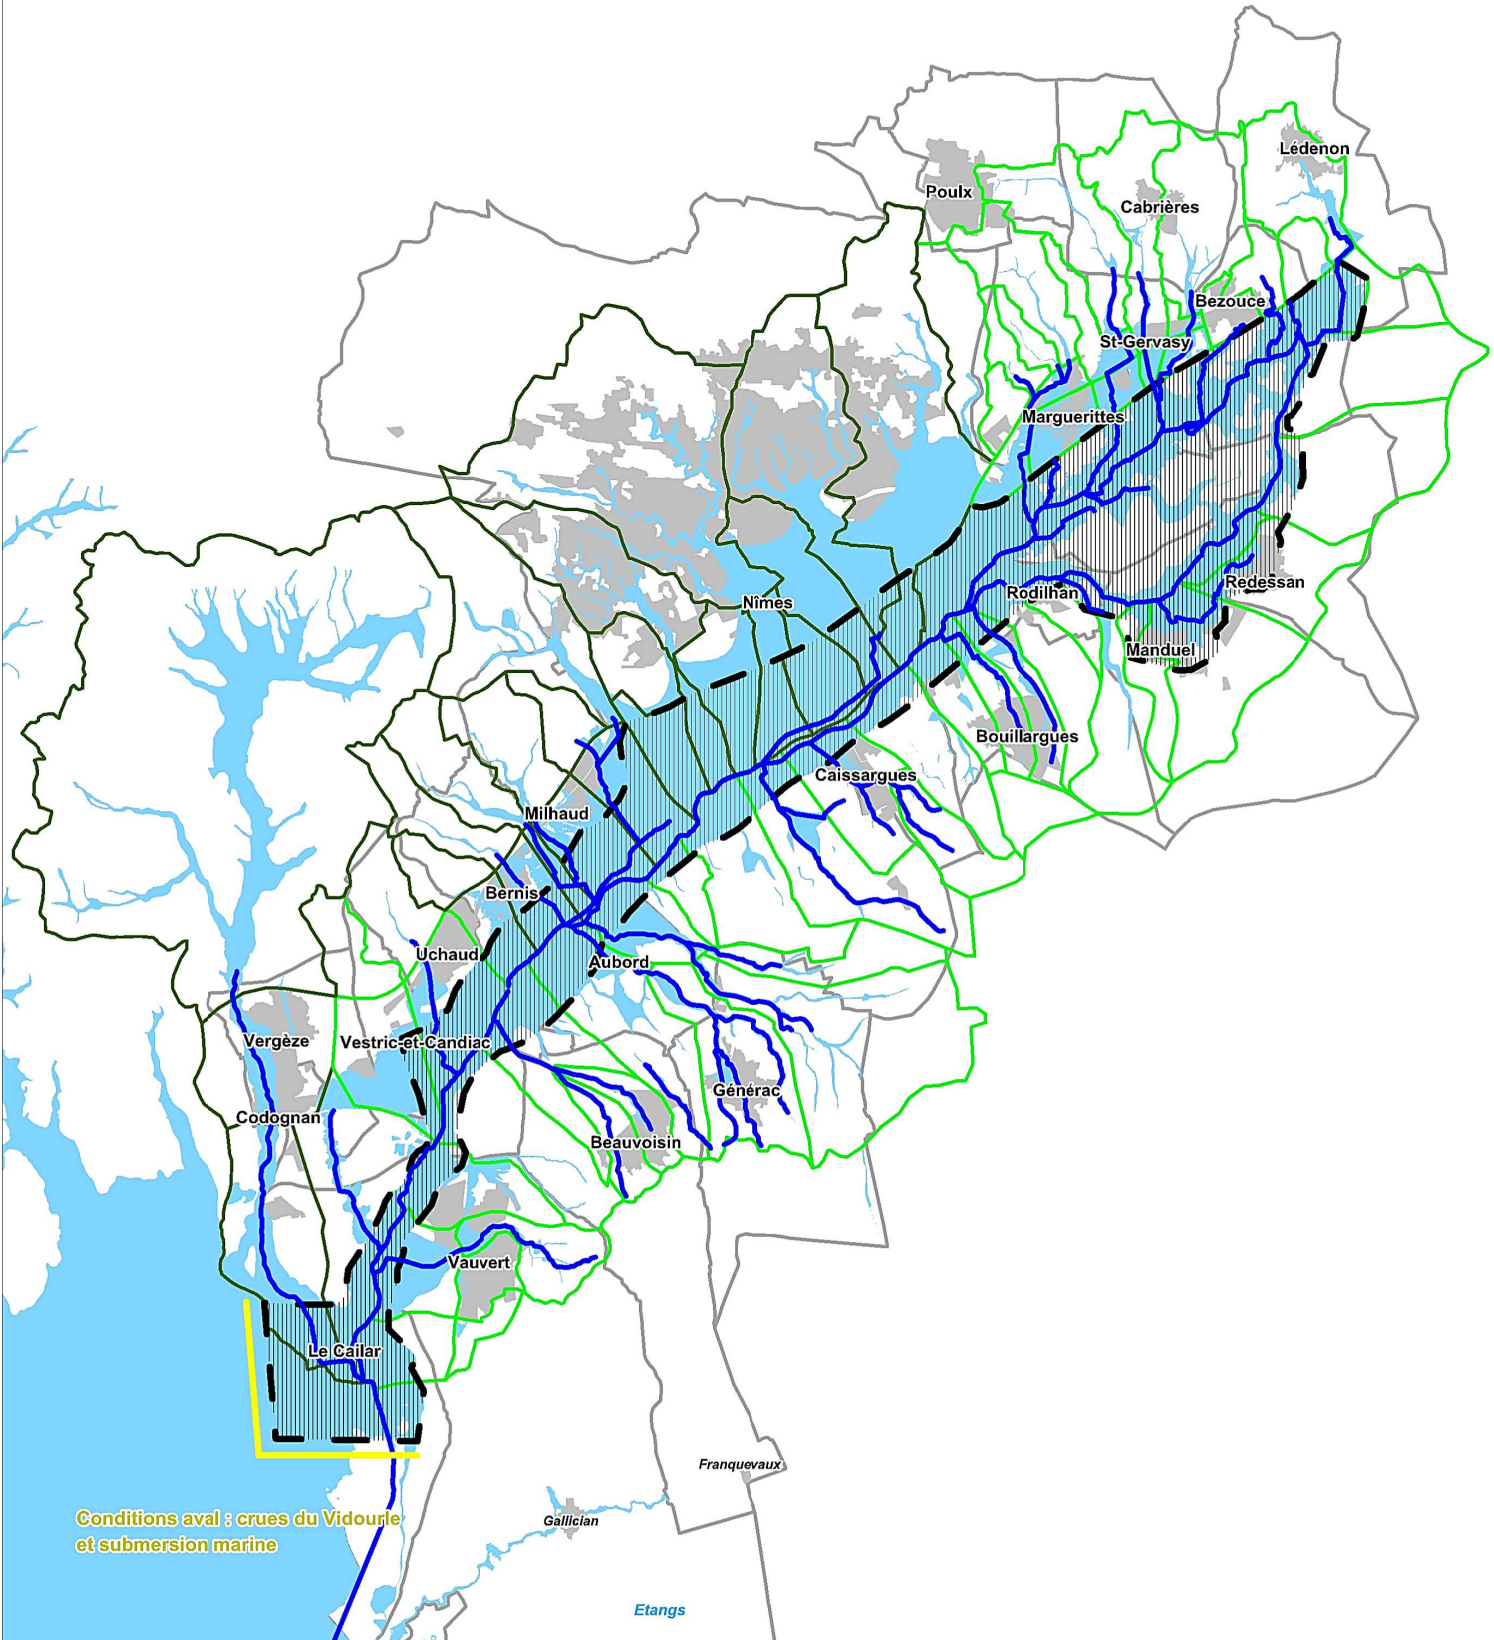 Lédenon
Poulx
Cabrières
Bezouce
St-Gervasy
Marguerittes
Redessan
Rodilhan
Nîmes
Manduel
Bouillargues
Caissargues
Milhaud
Bernis
Uchaud
Aubord
Vergèze
Vestric-et-Candiac
Générac
Codognan
Beauvoisin
Vauvert
Le Cailar
Franquevaux
Conditions aval : crues du Vidourle
et submersion marine
Gallician
Etangs